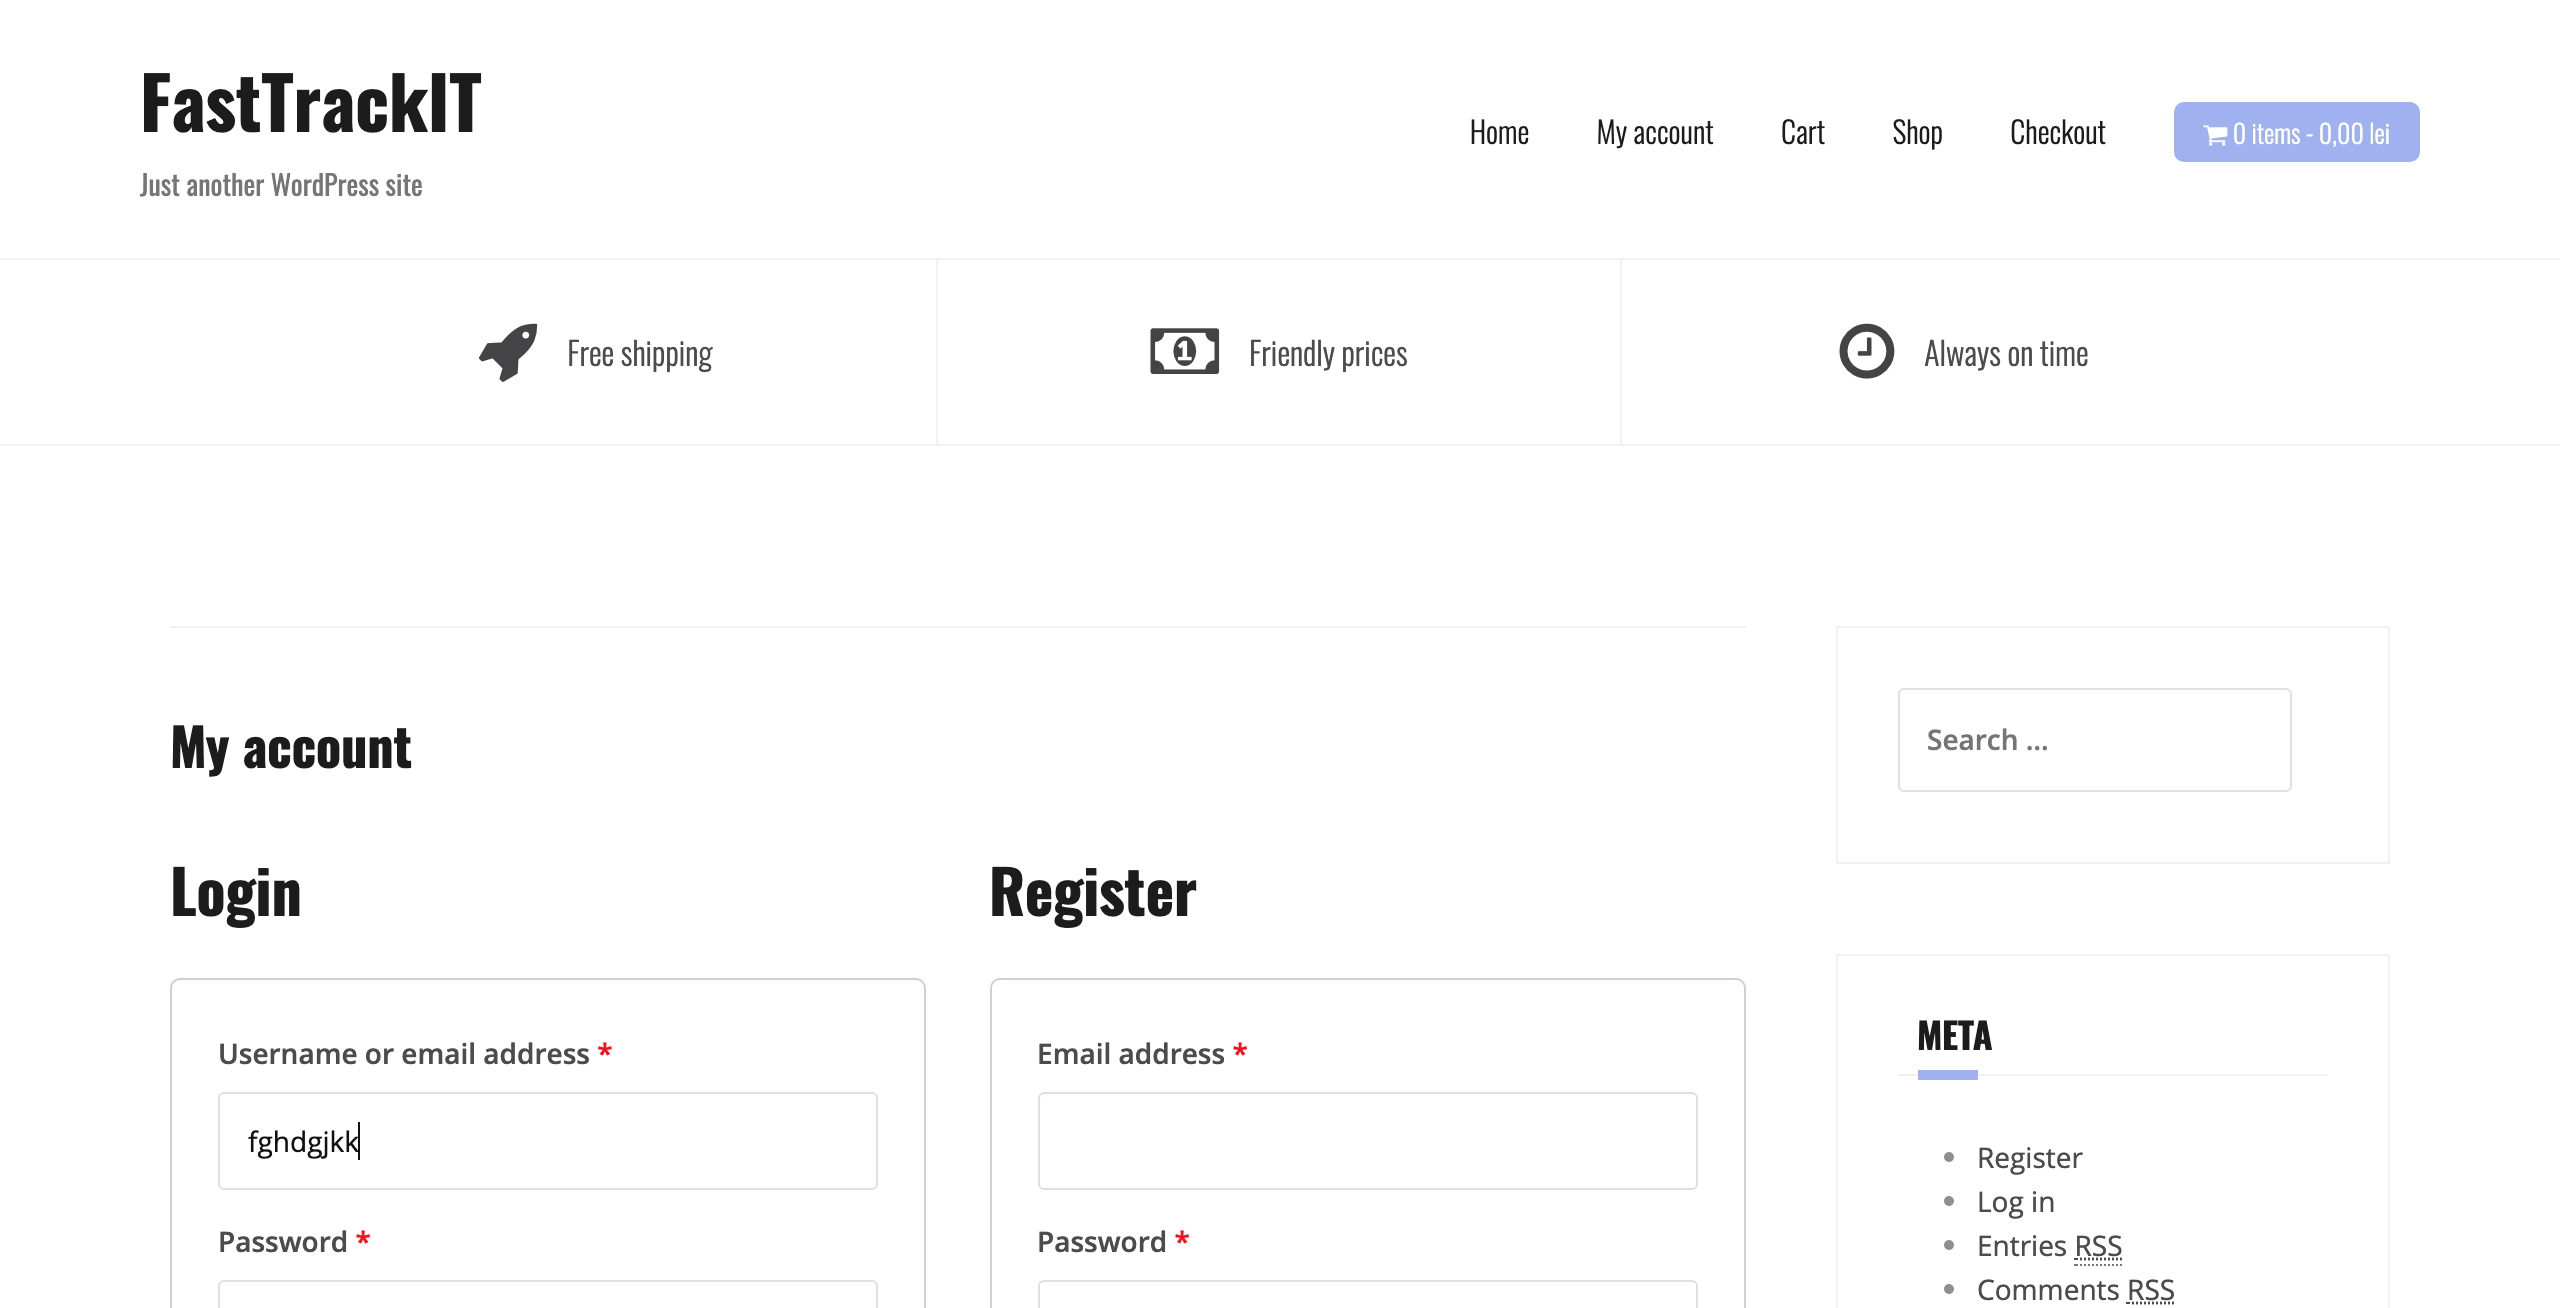 FastTrackIT
Just another WordPress site
Home
My account
Cart
Shop
Checkout
0 items - 0,00 lei
Free shipping
Friendly prices
Always on time
My account
Login
Username or email address *
fghdgjkk
Password *
Register
Email address *
Password *
Search ...
META
Register
Log in
Entries RSS
Comments RSS